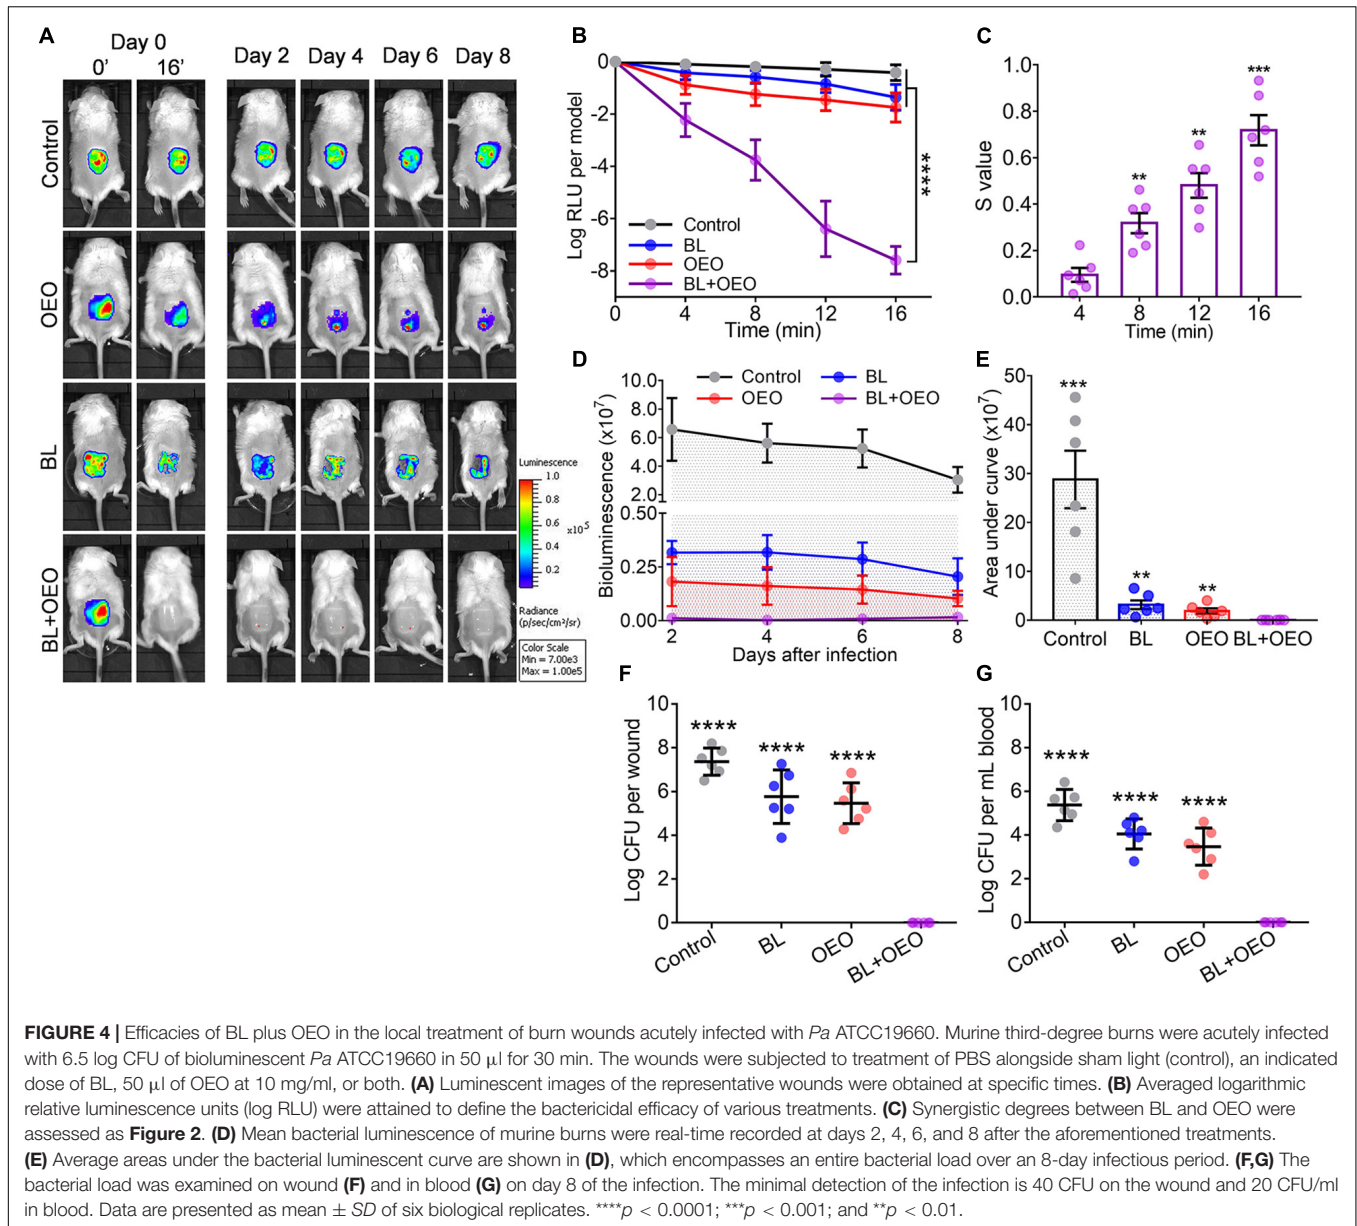 A
Day 0
0' 16'
Day 2 Day 4 Day 6 Day 8
Control
OEO
BL
BL+OEO
Luminescence
1.0
0.8
0.6
x10⁵
0.4
0.2
Radiance
(p/sec/cm²/sr)
Color Scale
Min = 7.00e3
Max = 1.00e5
B
Log RLU per model
0
-2
-4
-6
-8
Control
BL
OEO
BL+OEO
****
0 4 8 12 16
Time (min)
C
S value
1.0
0.8
0.6
0.4
0.2
0.0
** ** ***
4 8 12 16
Time (min)
D
Bioluminescence (x10⁷)
Control BL
OEO BL+OEO
10.0
8.0
6.0
4.0
2.0
0.50
0.25
0.00
2 4 6 8
Days after infection
E
Area under curve (x10⁷)
50
40
30
20
10
0
*** ** **
Control BL OEO BL+OEO
F
Log CFU per wound
10
8
6
4
2
0
**** **** ****
Control BL OEO BL+OEO
G
Log CFU per mL blood
10
8
6
4
2
0
**** **** ****
Control BL OEO BL+OEO
FIGURE 4 | Efficacies of BL plus OEO in the local treatment of burn wounds acutely infected with Pa ATCC19660. Murine third-degree burns were acutely infected
with 6.5 log CFU of bioluminescent Pa ATCC19660 in 50 μl for 30 min. The wounds were subjected to treatment of PBS alongside sham light (control), an indicated
dose of BL, 50 μl of OEO at 10 mg/ml, or both. (A) Luminescent images of the representative wounds were obtained at specific times. (B) Averaged logarithmic
relative luminescence units (log RLU) were attained to define the bactericidal efficacy of various treatments. (C) Synergistic degrees between BL and OEO were
assessed as Figure 2. (D) Mean bacterial luminescence of murine burns were real-time recorded at days 2, 4, 6, and 8 after the aforementioned treatments.
(E) Average areas under the bacterial luminescent curve are shown in (D), which encompasses an entire bacterial load over an 8-day infectious period. (F,G) The
bacterial load was examined on wound (F) and in blood (G) on day 8 of the infection. The minimal detection of the infection is 40 CFU on the wound and 20 CFU/ml
in blood. Data are presented as mean ± SD of six biological replicates. ****p < 0.0001; ***p < 0.001; and **p < 0.01.